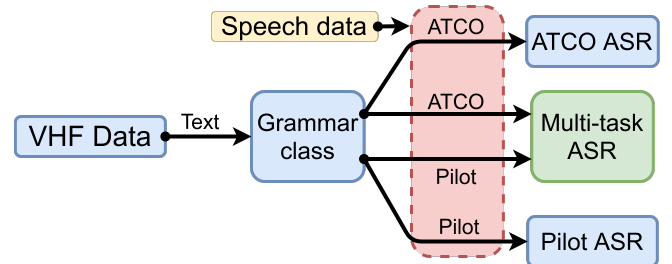 Speech data
ATCO
ATCO ASR
VHF Data
Text
Grammar
class
ATCO
Multi-task
ASR
Pilot
Pilot
Pilot ASR